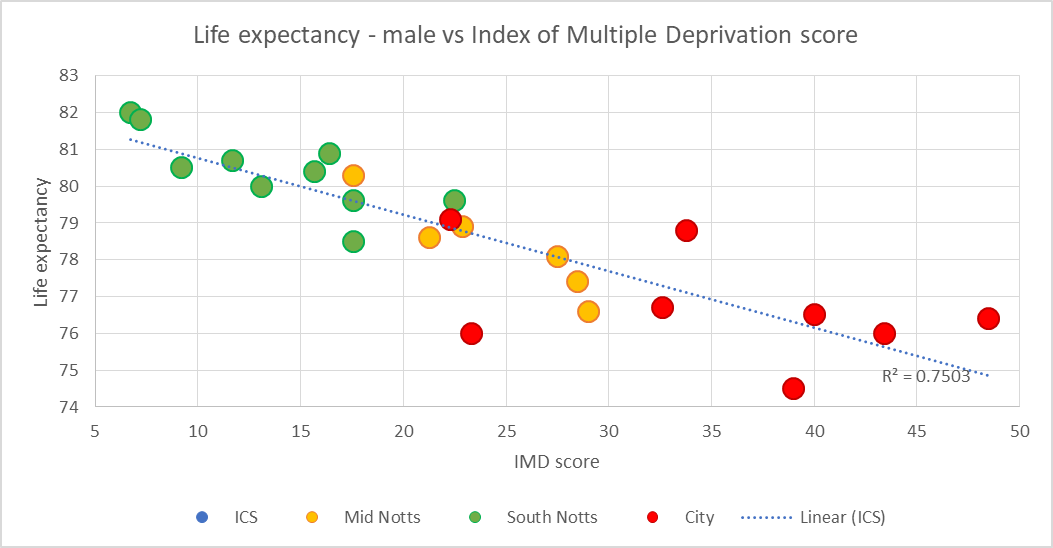 Life expectancy - male vs Index of Multiple Deprivation score
83
82
81
80
79
78
77
76
75
74
Life expectancy
R² = 0.7503
5 10 15 20 25 30 35 40 45 50
IMD score
ICS Mid Notts South Notts City Linear (ICS)